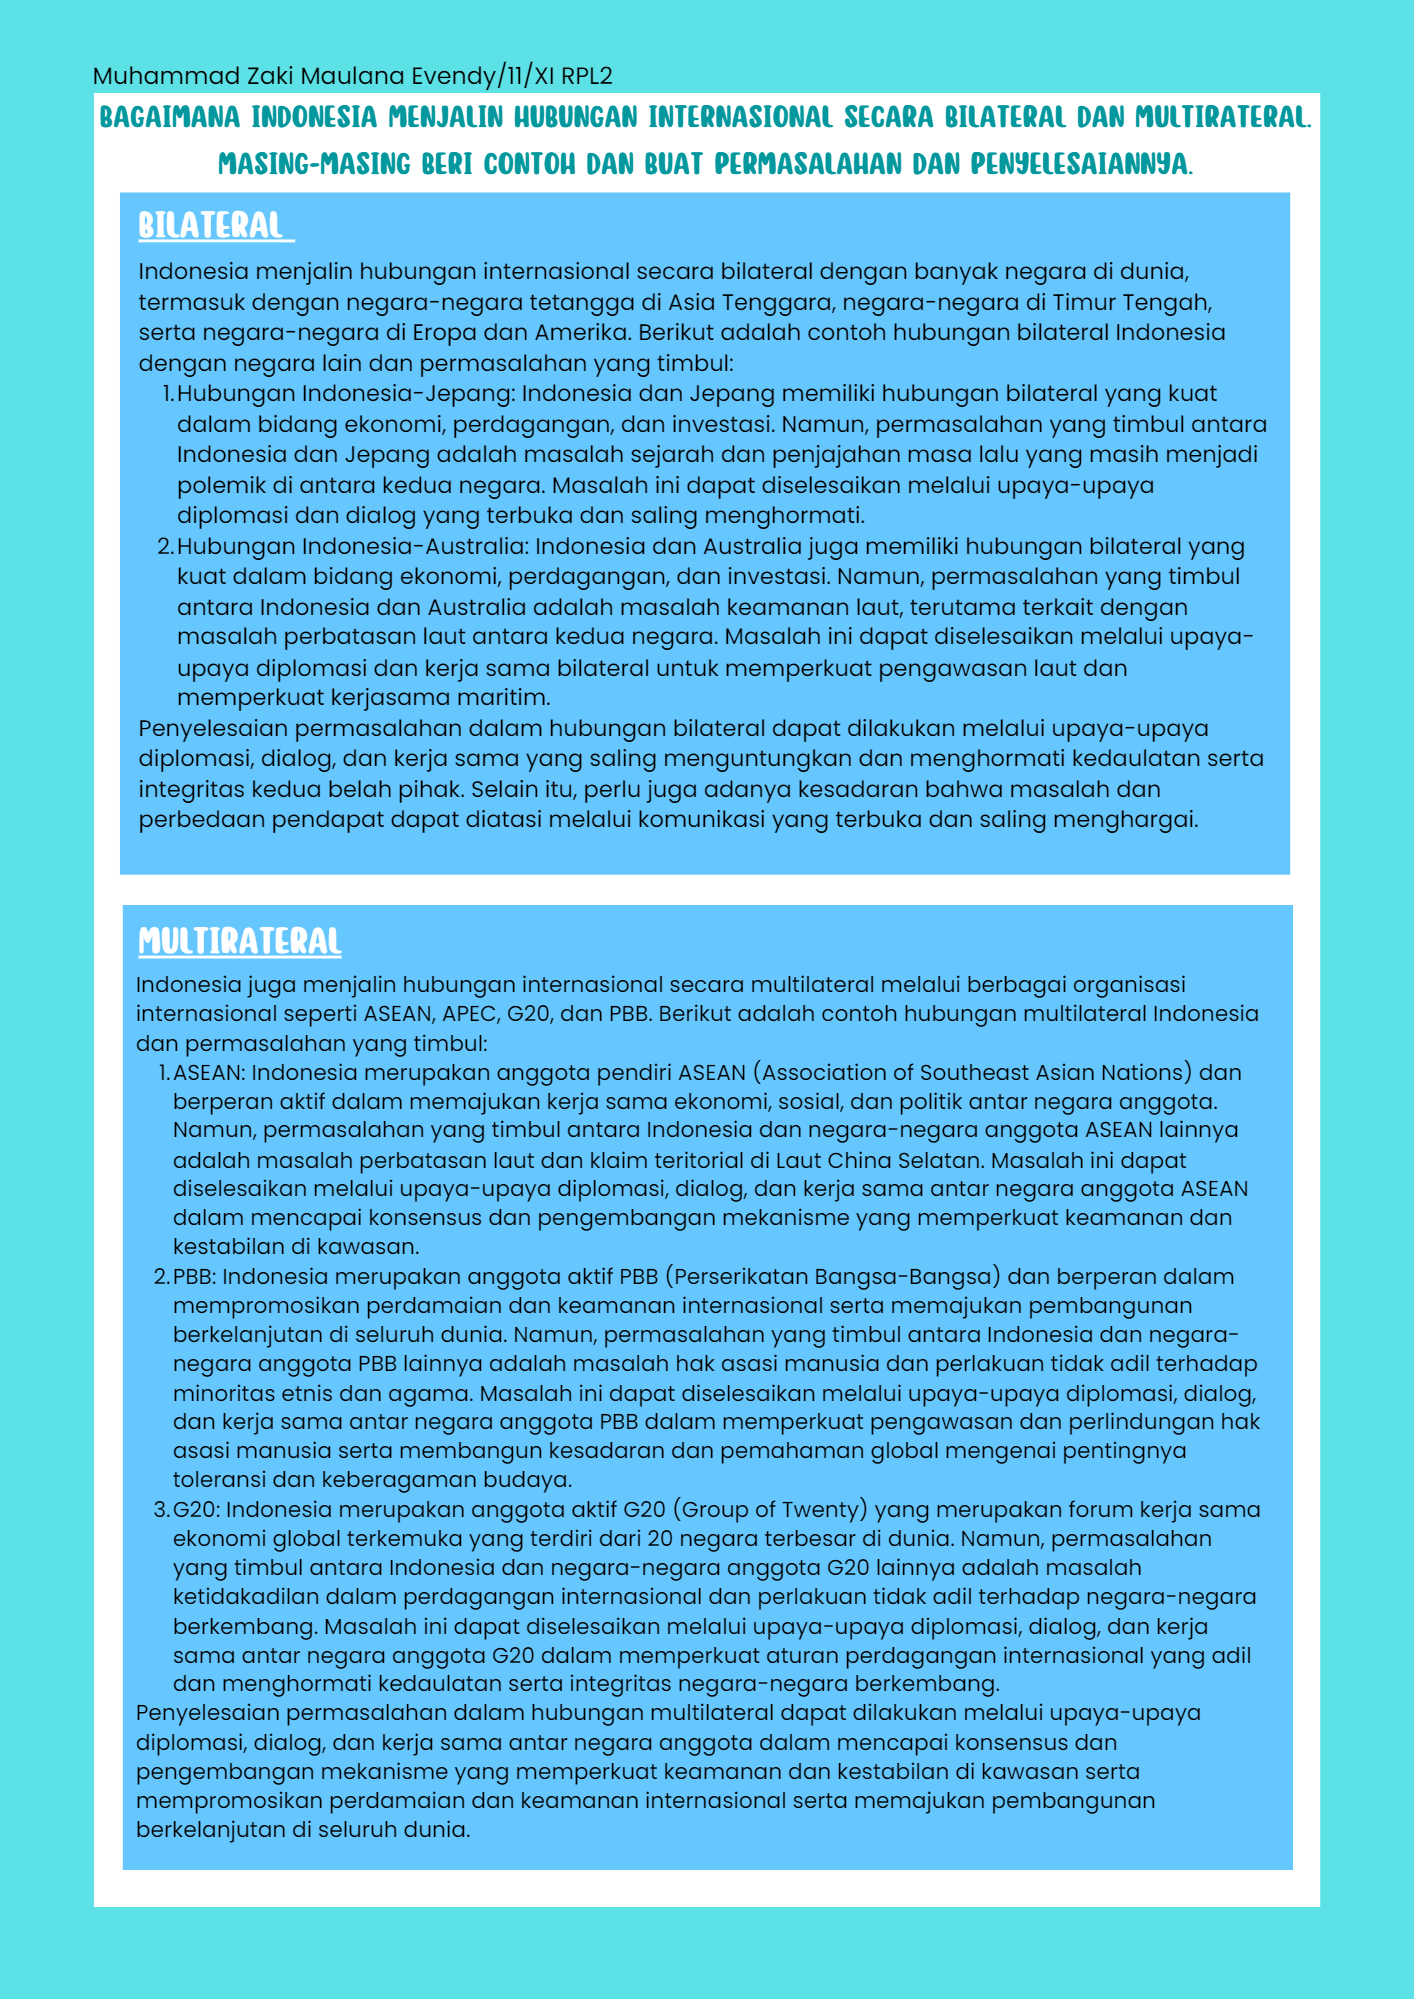 Muhammad Zaki Maulana Evendy/11/XI RPL2
BAGAIMANA INDONESIA MENJALIN HUBUNGAN INTERNASIONAL SECARA BILATERAL DAN MULTIRATERAL.
MASING-MASING BERI CONTOH DAN BUAT PERMASALAHAN DAN PENYELESAIANNYA.
BILATERAL
Indonesia menjalin hubungan internasional secara bilateral dengan banyak negara di dunia,
termasuk dengan negara-negara tetangga di Asia Tenggara, negara-negara di Timur Tengah,
serta negara-negara di Eropa dan Amerika. Berikut adalah contoh hubungan bilateral Indonesia
dengan negara lain dan permasalahan yang timbul:
1. Hubungan Indonesia-Jepang: Indonesia dan Jepang memiliki hubungan bilateral yang kuat
dalam bidang ekonomi, perdagangan, dan investasi. Namun, permasalahan yang timbul antara
Indonesia dan Jepang adalah masalah sejarah dan penjajahan masa lalu yang masih menjadi
polemik di antara kedua negara. Masalah ini dapat diselesaikan melalui upaya-upaya
diplomasi dan dialog yang terbuka dan saling menghormati.
2. Hubungan Indonesia-Australia: Indonesia dan Australia juga memiliki hubungan bilateral yang
kuat dalam bidang ekonomi, perdagangan, dan investasi. Namun, permasalahan yang timbul
antara Indonesia dan Australia adalah masalah keamanan laut, terutama terkait dengan
masalah perbatasan laut antara kedua negara. Masalah ini dapat diselesaikan melalui upaya-
upaya diplomasi dan kerja sama bilateral untuk memperkuat pengawasan laut dan
memperkuat kerjasama maritim.
Penyelesaian permasalahan dalam hubungan bilateral dapat dilakukan melalui upaya-upaya
diplomasi, dialog, dan kerja sama yang saling menguntungkan dan menghormati kedaulatan serta
integritas kedua belah pihak. Selain itu, perlu juga adanya kesadaran bahwa masalah dan
perbedaan pendapat dapat diatasi melalui komunikasi yang terbuka dan saling menghargai.
MULTIRATERAL
Indonesia juga menjalin hubungan internasional secara multilateral melalui berbagai organisasi
internasional seperti ASEAN, APEC, G20, dan PBB. Berikut adalah contoh hubungan multilateral Indonesia
dan permasalahan yang timbul:
1. ASEAN: Indonesia merupakan anggota pendiri ASEAN (Association of Southeast Asian Nations) dan
berperan aktif dalam memajukan kerja sama ekonomi, sosial, dan politik antar negara anggota.
Namun, permasalahan yang timbul antara Indonesia dan negara-negara anggota ASEAN lainnya
adalah masalah perbatasan laut dan klaim teritorial di Laut China Selatan. Masalah ini dapat
diselesaikan melalui upaya-upaya diplomasi, dialog, dan kerja sama antar negara anggota ASEAN
dalam mencapai konsensus dan pengembangan mekanisme yang memperkuat keamanan dan
kestabilan di kawasan.
2. PBB: Indonesia merupakan anggota aktif PBB (Perserikatan Bangsa-Bangsa) dan berperan dalam
mempromosikan perdamaian dan keamanan internasional serta memajukan pembangunan
berkelanjutan di seluruh dunia. Namun, permasalahan yang timbul antara Indonesia dan negara-
negara anggota PBB lainnya adalah masalah hak asasi manusia dan perlakuan tidak adil terhadap
minoritas etnis dan agama. Masalah ini dapat diselesaikan melalui upaya-upaya diplomasi, dialog,
dan kerja sama antar negara anggota PBB dalam memperkuat pengawasan dan perlindungan hak
asasi manusia serta membangun kesadaran dan pemahaman global mengenai pentingnya
toleransi dan keberagaman budaya.
3. G20: Indonesia merupakan anggota aktif G20 (Group of Twenty) yang merupakan forum kerja sama
ekonomi global terkemuka yang terdiri dari 20 negara terbesar di dunia. Namun, permasalahan
yang timbul antara Indonesia dan negara-negara anggota G20 lainnya adalah masalah
ketidakadilan dalam perdagangan internasional dan perlakuan tidak adil terhadap negara-negara
berkembang. Masalah ini dapat diselesaikan melalui upaya-upaya diplomasi, dialog, dan kerja
sama antar negara anggota G20 dalam memperkuat aturan perdagangan internasional yang adil
dan menghormati kedaulatan serta integritas negara-negara berkembang.
Penyelesaian permasalahan dalam hubungan multilateral dapat dilakukan melalui upaya-upaya
diplomasi, dialog, dan kerja sama antar negara anggota dalam mencapai konsensus dan
pengembangan mekanisme yang memperkuat keamanan dan kestabilan di kawasan serta
mempromosikan perdamaian dan keamanan internasional serta memajukan pembangunan
berkelanjutan di seluruh dunia.